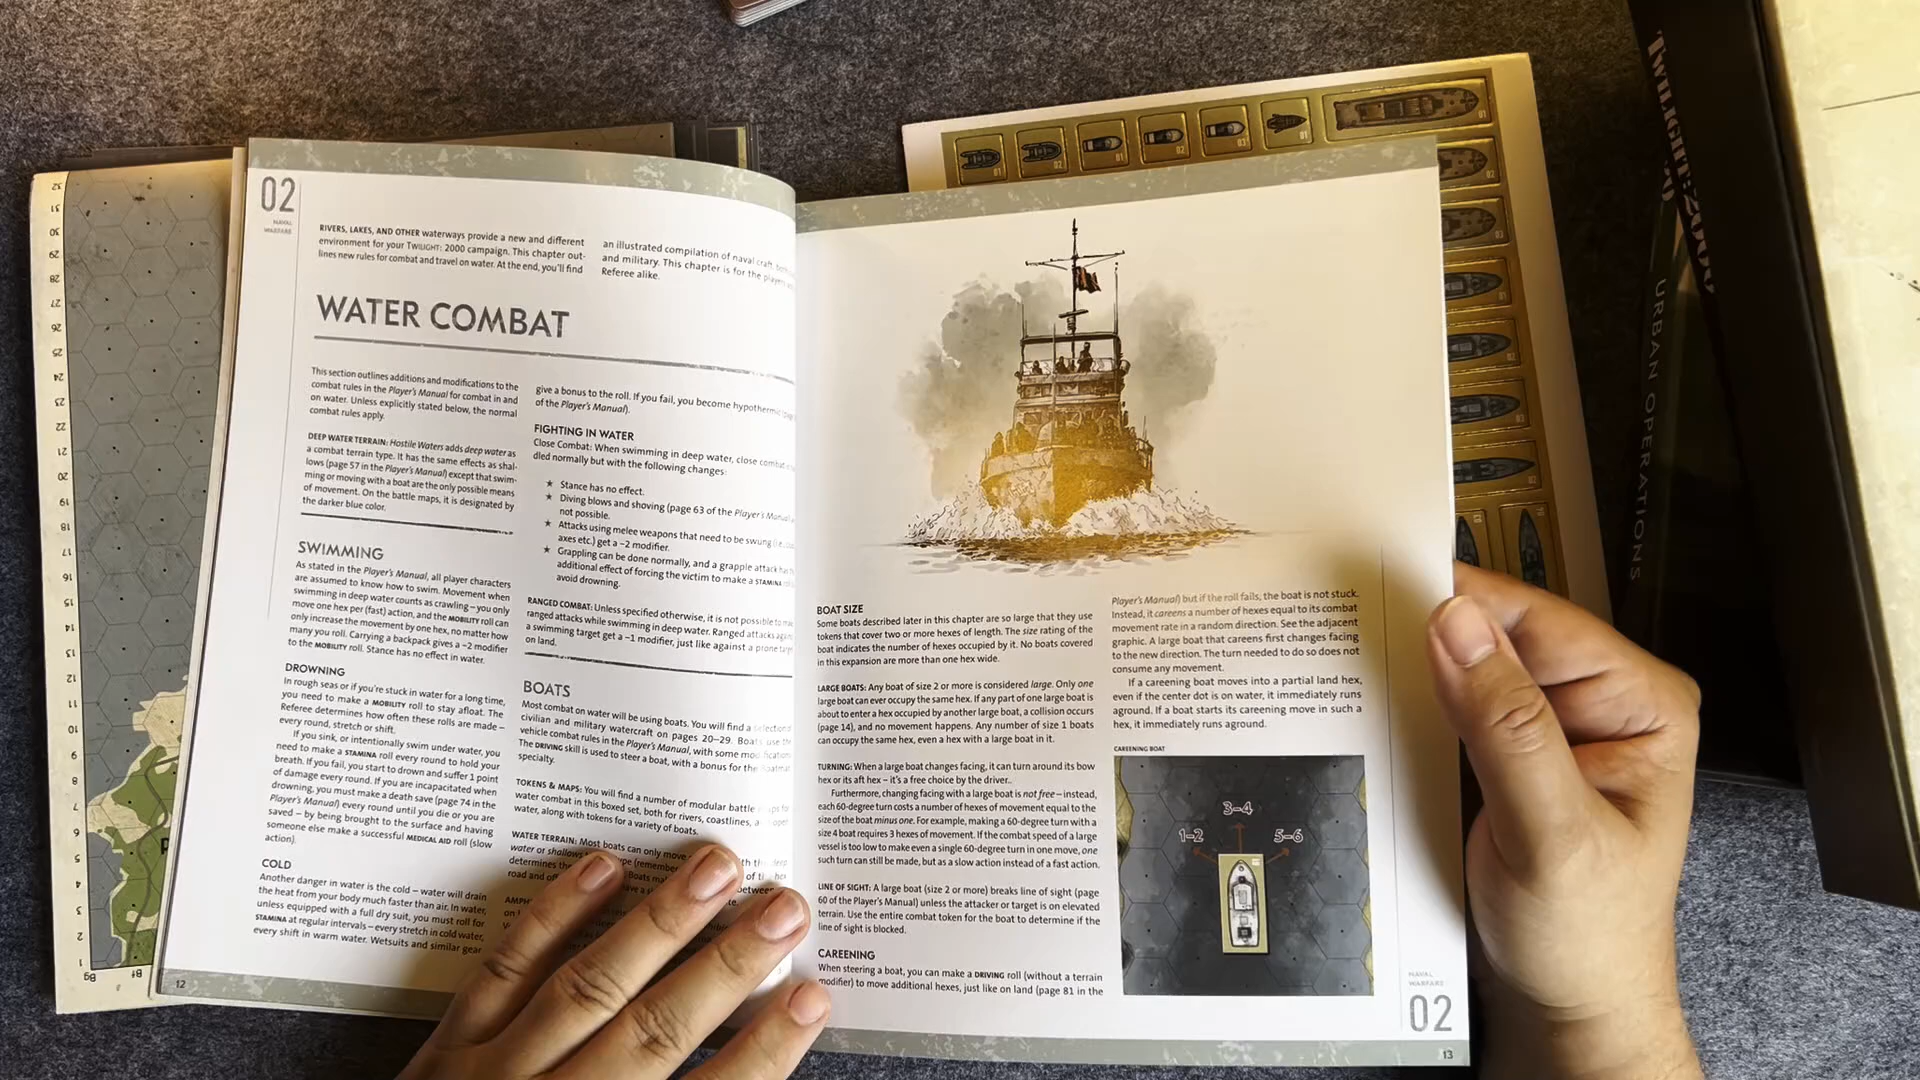 02
NAVAL
WARFARE
RIVERS, LAKES, AND OTHER waterways provide a new and different
environment for your TWILIGHT: 2000 campaign. This chapter out-
lines new rules for combat and travel on water. At the end, you'll find
an illustrated compilation of naval craft,
and military. This chapter is for the players
Referee alike.
WATER COMBAT
This section outlines additions and modifications to the
combat rules in the Player's Manual for combat in and
on water. Unless explicitly stated below, the normal
combat rules apply.
DEEP WATER TERRAIN: Hostile Waters adds deep water as
a combat terrain type. It has the same effects as shal-
lows (page 57 in the Player's Manual) except that swim-
ming or moving with a boat are the only possible means
of movement. On the battle maps, it is designated by
the darker blue color.
SWIMMING
As stated in the Player's Manual, all player characters
are assumed to know how to swim. Movement when
swimming in deep water counts as crawling – you only
move one hex per (fast) action, and the MOBILITY roll can
only increase the movement by one hex, no matter how
many you roll. Carrying a backpack gives a –2 modifier
to the MOBILITY roll. Stance has no effect in water.
DROWNING
In rough seas or if you're stuck in water for a long time,
you need to make a MOBILITY roll to stay afloat. The
Referee determines how often these rolls are made –
every round, stretch or shift.
If you sink, or intentionally swim under water, you
need to make a STAMINA roll every round to hold your
breath. If you fail, you start to drown and suffer 1 point
of damage every round. If you are incapacitated when
drowning, you must make a death save (page 74 in the
Player's Manual) every round until you die or you are
saved – by being brought to the surface and having
someone else make a successful MEDICAL AID roll (slow
action).
COLD
Another danger in water is the cold – water will drain
the heat from your body much faster than air. In water,
unless equipped with a full dry suit, you must roll for
STAMINA at regular intervals – every stretch in cold water,
every shift in warm water. Wetsuits and similar gear
give a bonus to the roll. If you fail, you become hypothermic
of the Player's Manual).
FIGHTING IN WATER
Close Combat: When swimming in deep water, close combat
dled normally but with the following changes:
★ Stance has no effect.
★ Diving blows and shoving (page 63 of the Player's Manual)
not possible.
★ Attacks using melee weapons that need to be swung
axes etc.) get a –2 modifier.
★ Grappling can be done normally, and a grapple attack has
additional effect of forcing the victim to make a STAMINA
avoid drowning.
RANGED COMBAT: Unless specified otherwise, it is not possible to
ranged attacks while swimming in deep water. Ranged attacks
a swimming target get a –1 modifier, just like against a prone
on land.
BOATS
Most combat on water will be using boats. You will find a selection
civilian and military watercraft on pages 20–29. Boats use the
vehicle combat rules in the Player's Manual, with some
The DRIVING skill is used to steer a boat, with a bonus for the
specialty.
TOKENS & MAPS: You will find a number of modular battle
water combat in this boxed set, both for rivers, coastlines,
water, along with tokens for a variety of boats.
WATER TERRAIN: Most boats can only move
water or shallows
determines the
road and
12
BOAT SIZE
Some boats described later in this chapter are so large that they use
tokens that cover two or more hexes of length. The size rating of the
boat indicates the number of hexes occupied by it. No boats covered
in this expansion are more than one hex wide.
LARGE BOATS: Any boat of size 2 or more is considered large. Only one
large boat can ever occupy the same hex. If any part of one large boat is
about to enter a hex occupied by another large boat, a collision occurs
(page 14), and no movement happens. Any number of size 1 boats
can occupy the same hex, even a hex with a large boat in it.
TURNING: When a large boat changes facing, it can turn around its bow
hex or its aft hex – it's a free choice by the driver..
Furthermore, changing facing with a large boat is not free – instead,
each 60-degree turn costs a number of hexes of movement equal to the
size of the boat minus one. For example, making a 60-degree turn with a
size 4 boat requires 3 hexes of movement. If the combat speed of a large
vessel is too low to make even a single 60-degree turn in one move, one
such turn can still be made, but as a slow action instead of a fast action.
LINE OF SIGHT: A large boat (size 2 or more) breaks line of sight (page
60 of the Player's Manual) unless the attacker or target is on elevated
terrain. Use the entire combat token for the boat to determine if the
line of sight is blocked.
CAREENING
When steering a boat, you can make a DRIVING roll (without a terrain
modifier) to move additional hexes, just like on land (page 81 in the
Player's Manual) but if the roll fails, the boat is not stuck.
Instead, it careens a number of hexes equal to its combat
movement rate in a random direction. See the adjacent
graphic. A large boat that careens first changes facing
to the new direction. The turn needed to do so does not
consume any movement.
If a careening boat moves into a partial land hex,
even if the center dot is on water, it immediately runs
aground. If a boat starts its careening move in such a
hex, it immediately runs aground.
CAREENING BOAT
3–4
1–2
5–6
NAVAL
WARFARE
02
13
TWILIGHT:2000
URBAN OPERATIONS